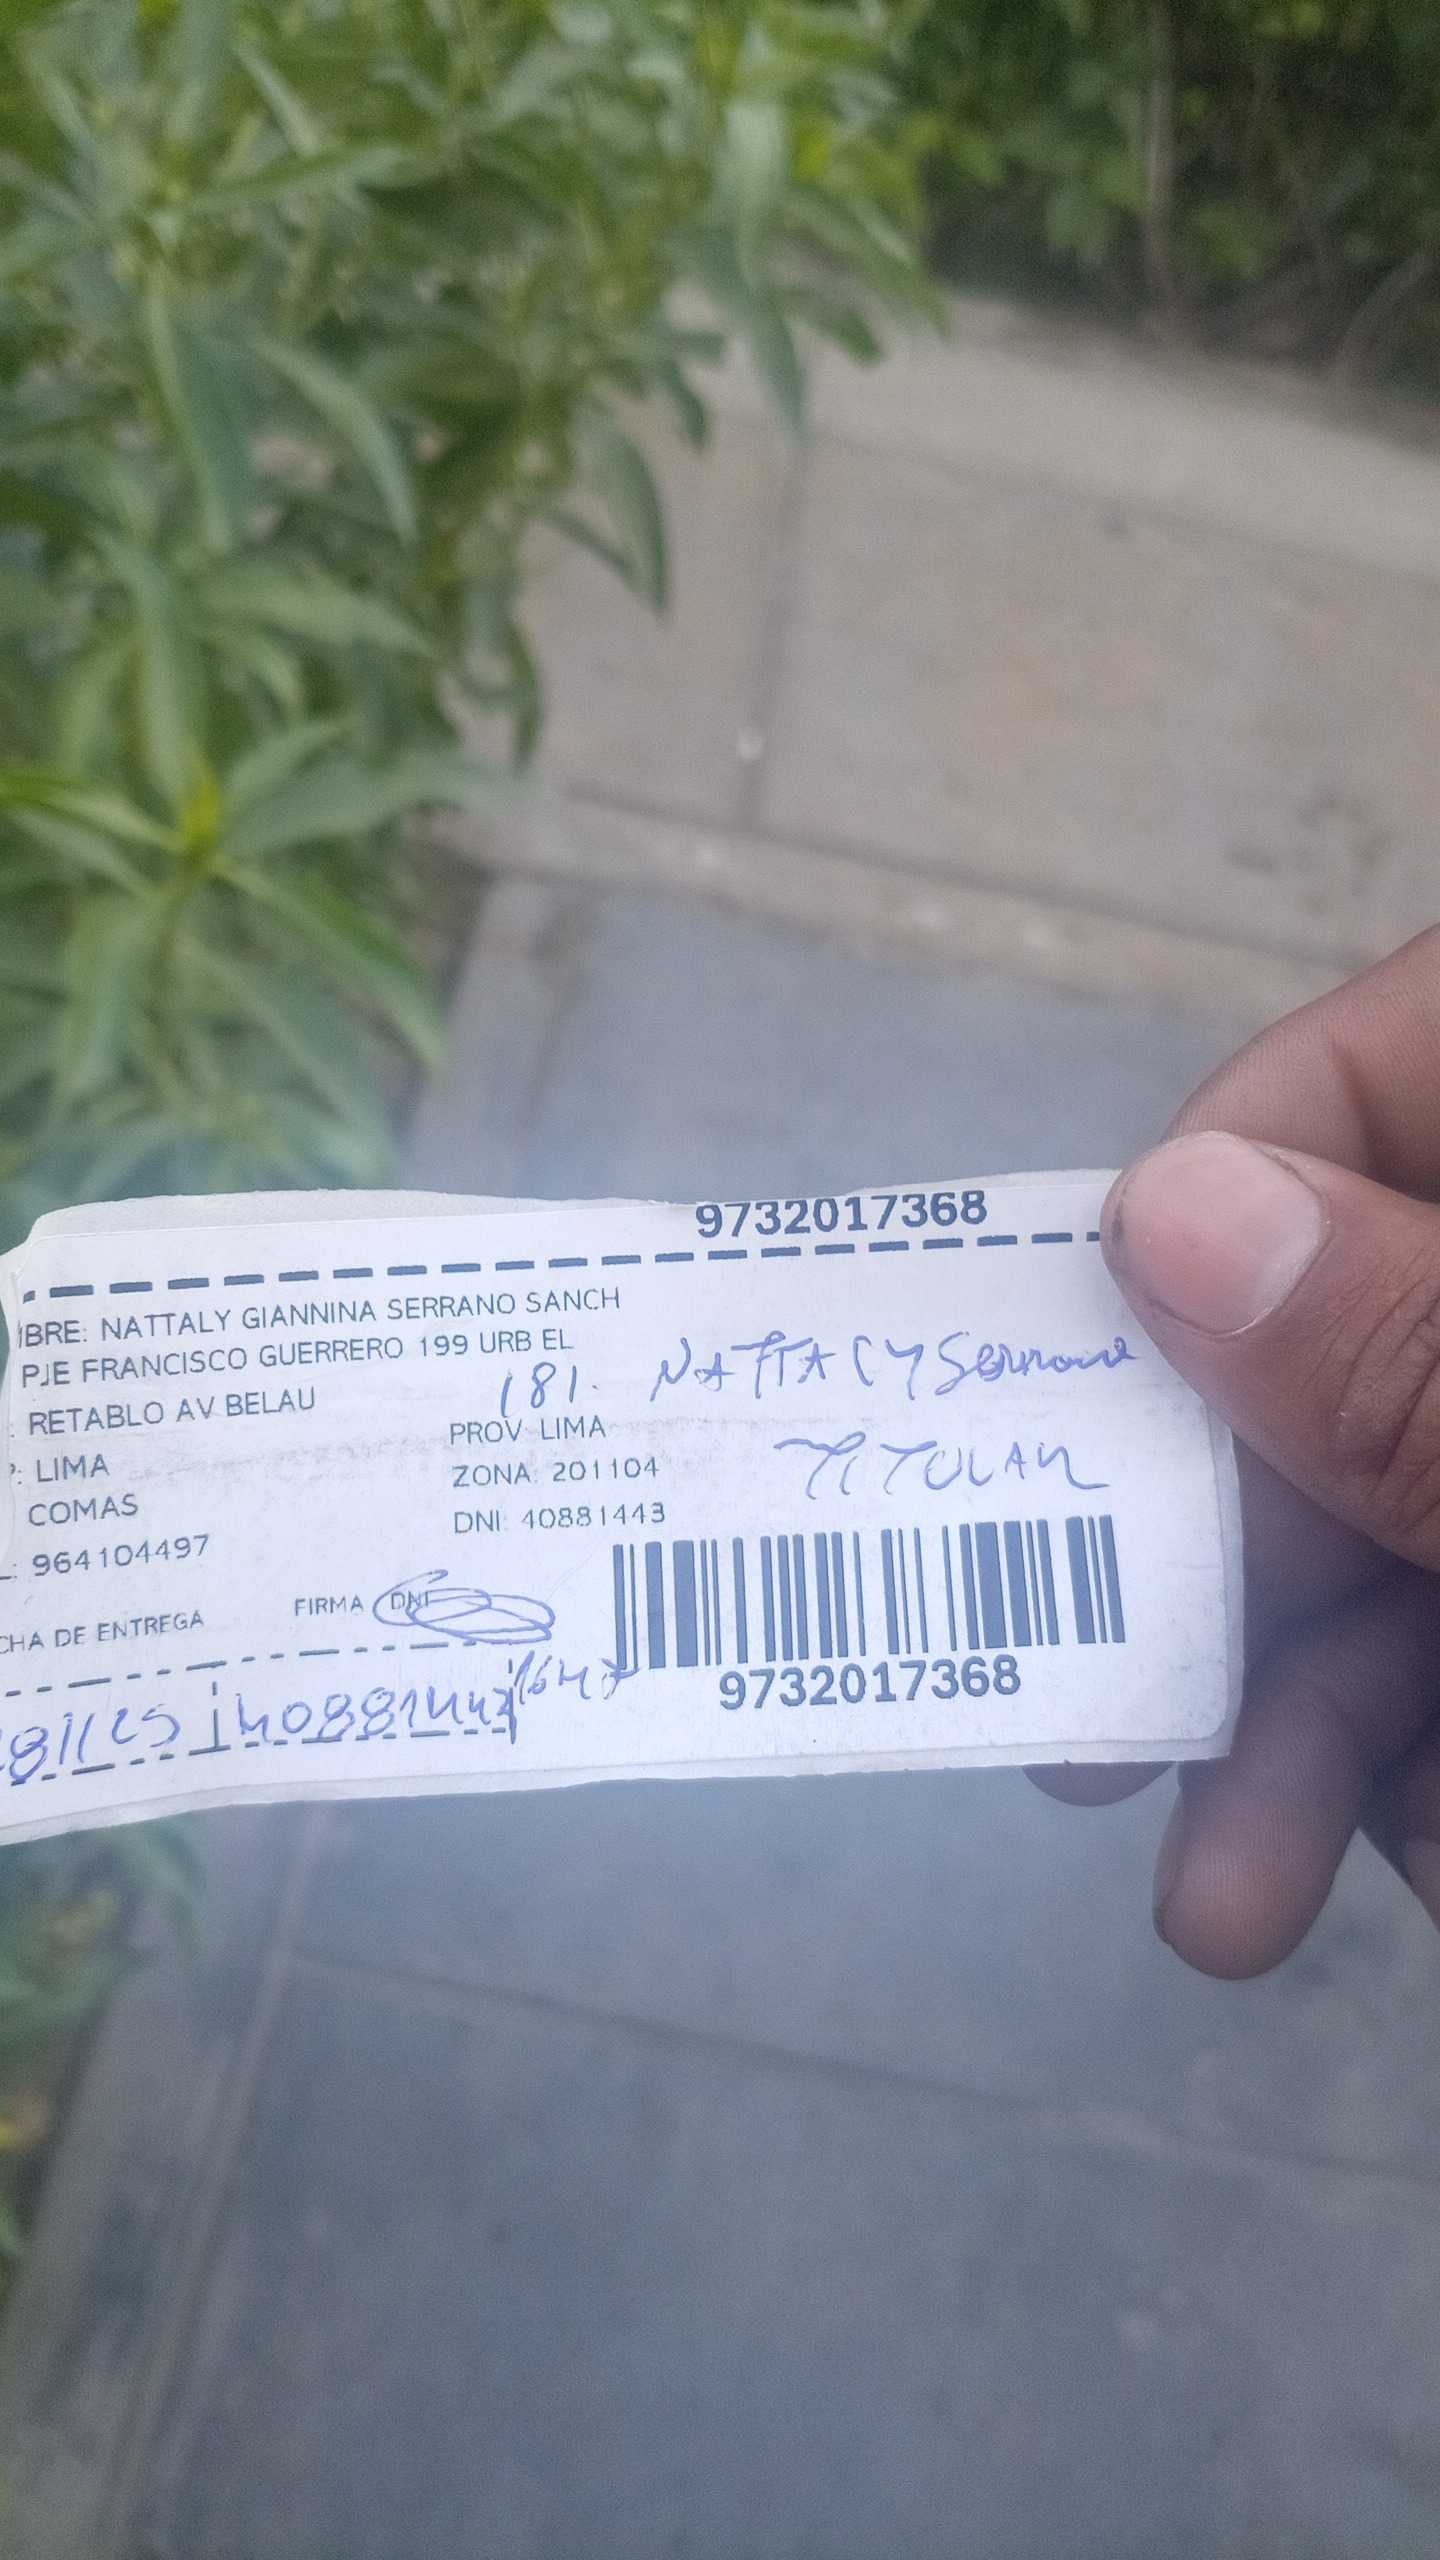 9732017368
BRE: NATTALY GIANNINA SERRANO SANCH
PJE FRANCISCO GUERRERO 199 URB EL
: RETABLO AV BELAU
181. NATTALY Serrano
: LIMA PROV: LIMA
COMAS ZONA: 201104 TITULAR
: 964104497 DNI: 40881443
CHA DE ENTREGA FIRMA DNI
9732017368